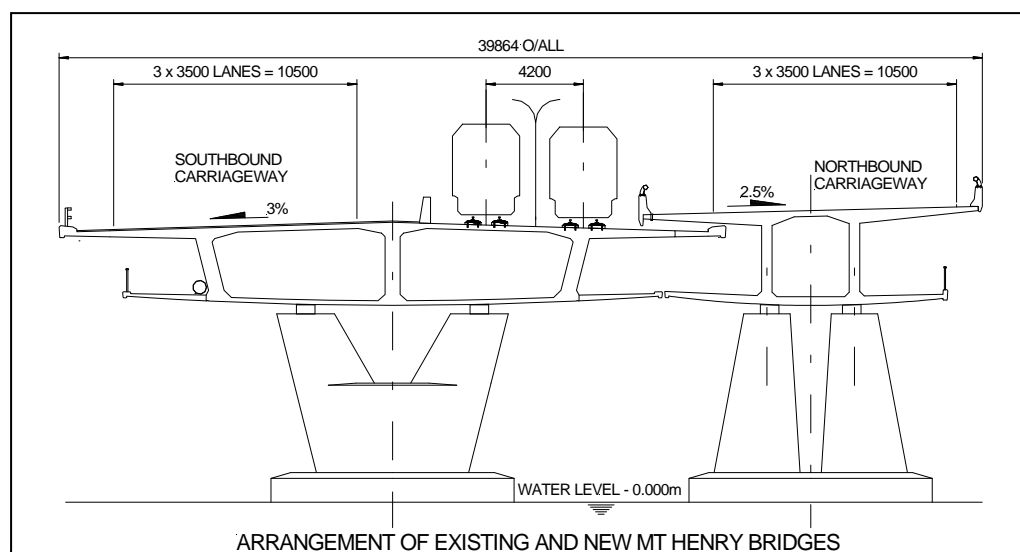 39864 O/ALL
3 x 3500 LANES = 10500
4200
3 x 3500 LANES = 10500
SOUTHBOUND
CARRIAGEWAY
3%
NORTHBOUND
CARRIAGEWAY
2.5%
WATER LEVEL - 0.000m
ARRANGEMENT OF EXISTING AND NEW MT HENRY BRIDGES